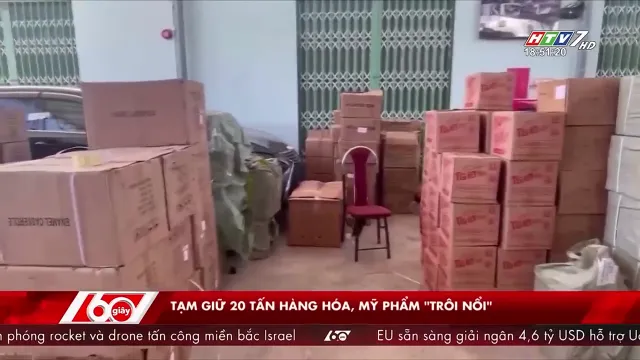 HTV7 HD
18:51:20
60 giây
TẠM GIỮ 20 TẤN HÀNG HÓA, MỸ PHẨM "TRÔI NỔI"
n phóng rocket và drone tấn công miền bắc Israel
EU sẵn sàng giải ngân 4,6 tỷ USD hỗ trợ U